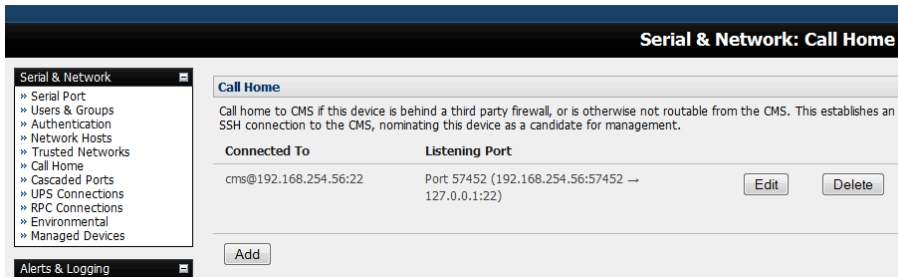 Serial & Network: Call Home
Serial & Network
» Serial Port
» Users & Groups
» Authentication
» Network Hosts
» Trusted Networks
» Call Home
» Cascaded Ports
» UPS Connections
» RPC Connections
» Environmental
» Managed Devices
Alerts & Logging
Call Home
Call home to CMS if this device is behind a third party firewall, or is otherwise not routable from the CMS. This establishes an
SSH connection to the CMS, nominating this device as a candidate for management.
Connected To Listening Port
cms@192.168.254.56:22 Port 57452 (192.168.254.56:57452 → Edit Delete
127.0.0.1:22)
Add